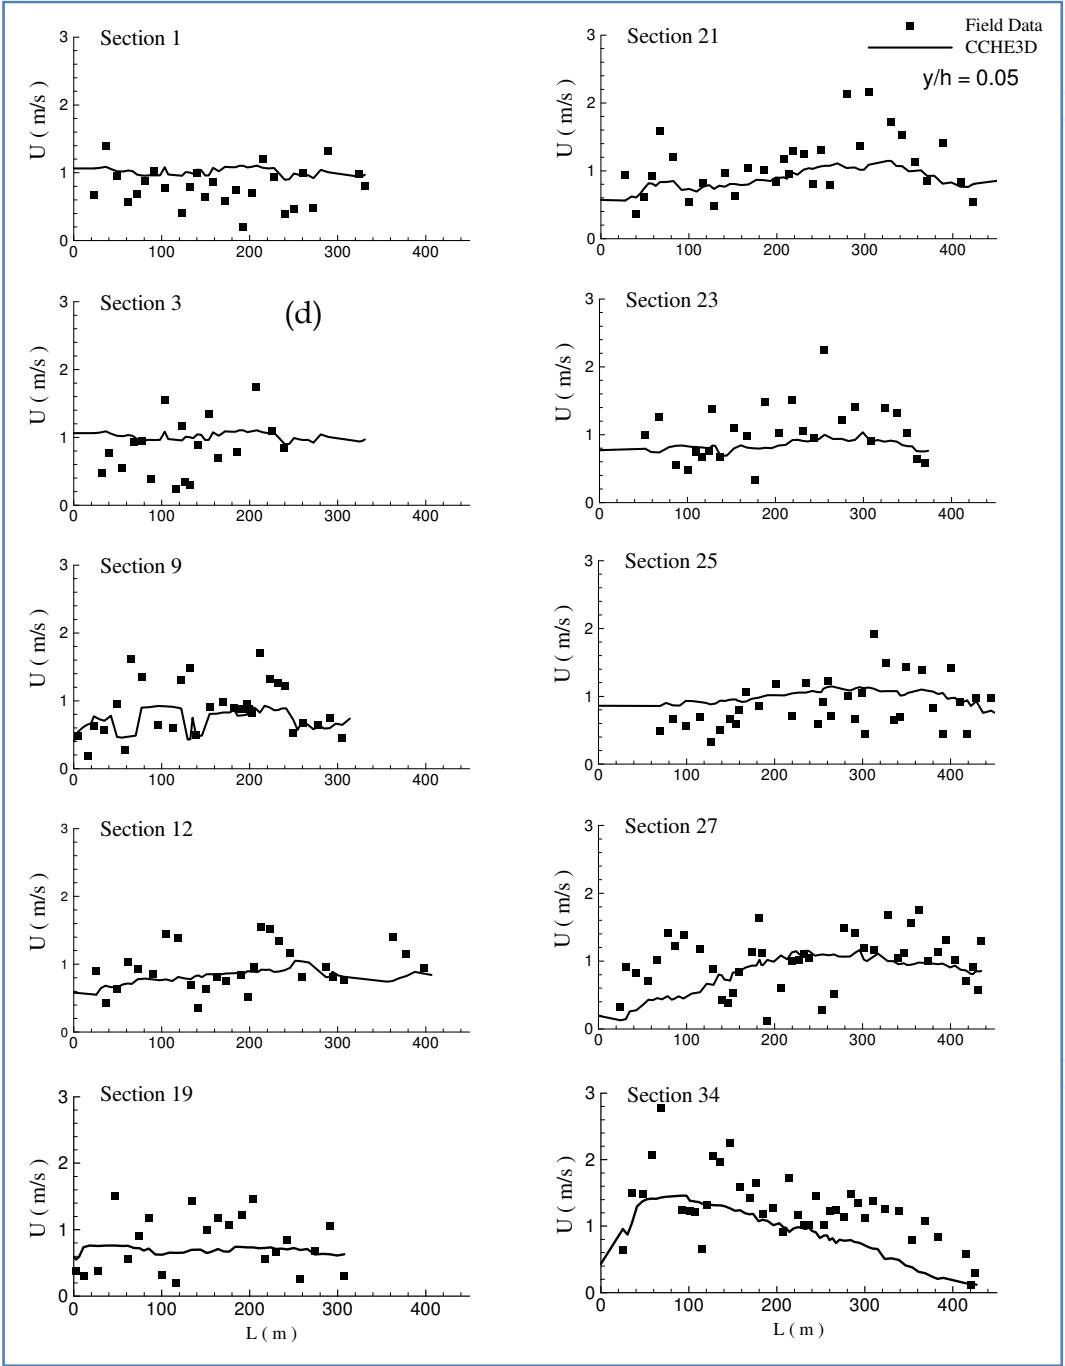 Section 1
U ( m/s )
3
2
1
0
0 100 200 300 400
Section 21
Field Data
CCHE3D
y/h = 0.05
U ( m/s )
3
2
1
0
0 100 200 300 400
Section 3
(d)
U ( m/s )
3
2
1
0
0 100 200 300 400
Section 23
U ( m/s )
3
2
1
0
0 100 200 300 400
Section 9
U ( m/s )
3
2
1
0
0 100 200 300 400
Section 25
U ( m/s )
3
2
1
0
0 100 200 300 400
Section 12
U ( m/s )
3
2
1
0
0 100 200 300 400
Section 27
U ( m/s )
3
2
1
0
0 100 200 300 400
Section 19
U ( m/s )
3
2
1
0
0 100 200 300 400
L ( m )
Section 34
U ( m/s )
3
2
1
0
0 100 200 300 400
L ( m )